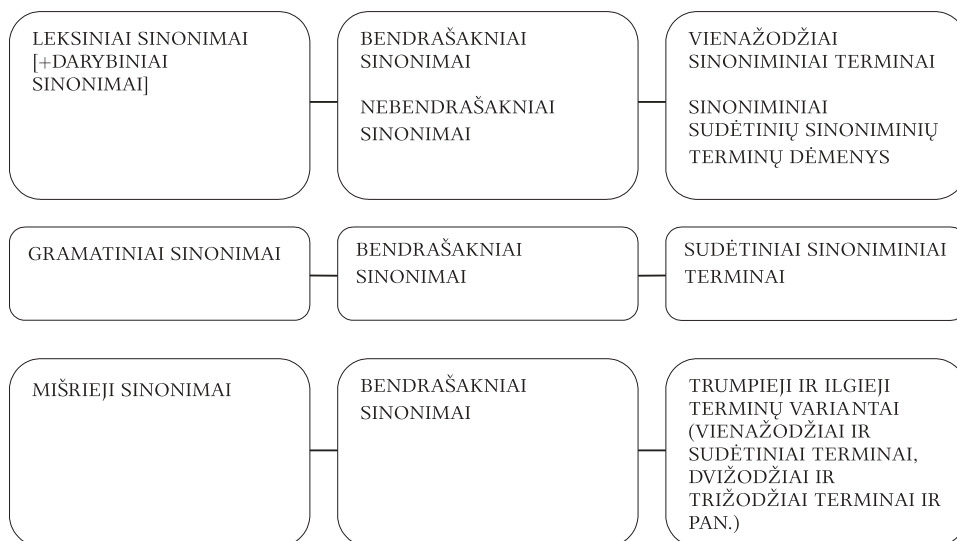 LEKSINIAI SINONIMAI
[+DARYBINIAI
SINONIMAI]
BENDRAŠAKNIAI
SINONIMAI
NEBENDRAŠAKNIAI
SINONIMAI
VIENAŽODŽIAI
SINONIMINIAI TERMINAI
SINONIMINIAI
SUDĖTINIŲ SINONIMINIŲ
TERMINŲ DĖMENYS
GRAMATINIAI SINONIMAI
BENDRAŠAKNIAI
SINONIMAI
SUDĖTINIAI SINONIMINIAI
TERMINAI
MIŠRIEJI SINONIMAI
BENDRAŠAKNIAI
SINONIMAI
TRUMPIEJI IR ILGIEJI
TERMINŲ VARIANTAI
(VIENAŽODŽIAI IR
SUDĖTINIAI TERMINAI,
DVIŽODŽIAI IR
TRIŽODŽIAI TERMINAI IR
PAN.)